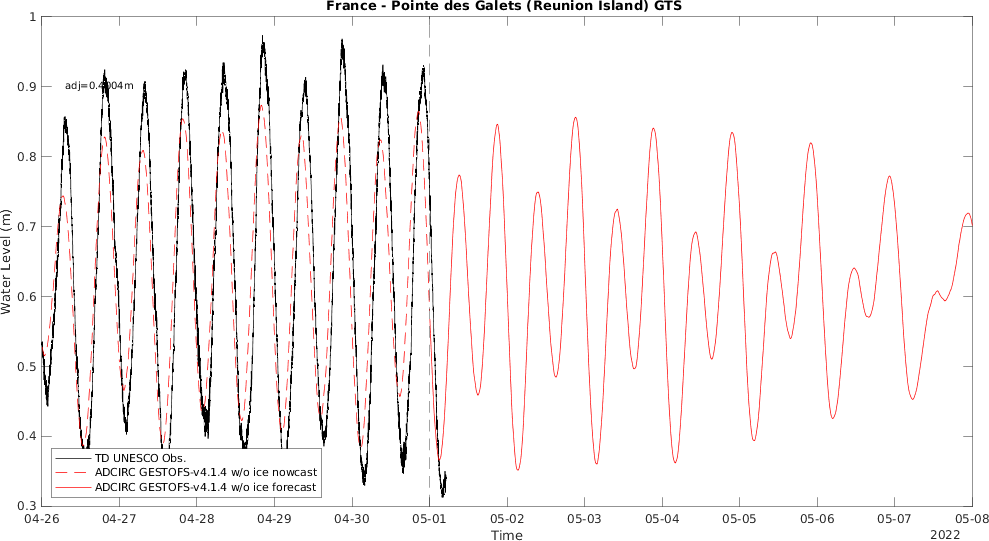 France - Pointe des Galets (Reunion Island) GTS
adj=0.4004m
Water Level (m)
1
0.9
0.8
0.7
0.6
0.5
0.4
0.3
TD UNESCO Obs.
ADCIRC GESTOFS-v4.1.4 w/o ice nowcast
ADCIRC GESTOFS-v4.1.4 w/o ice forecast
04-26 04-27 04-28 04-29 04-30 05-01 05-02 05-03 05-04 05-05 05-06 05-07 05-08
Time
2022